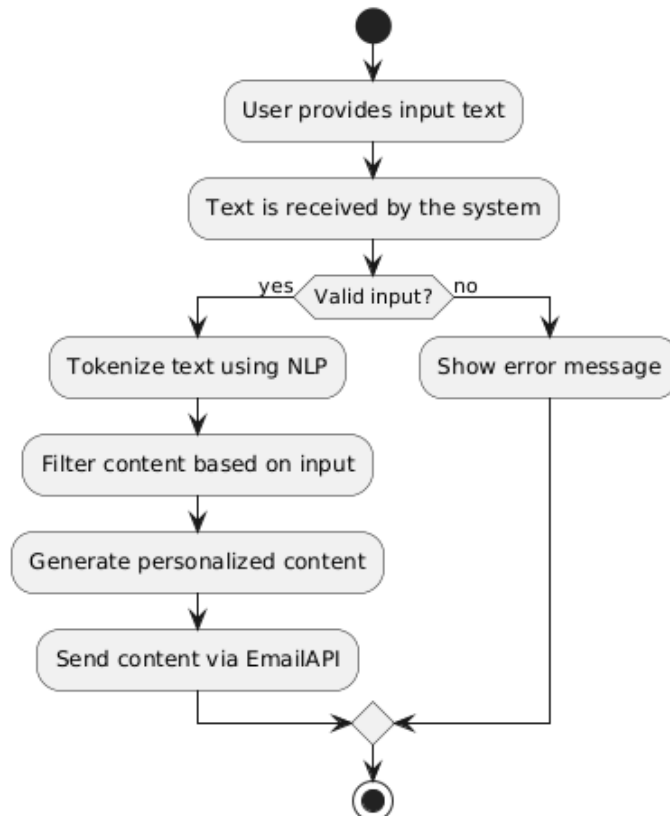 User provides input text
Text is received by the system
yes
Valid input?
no
Tokenize text using NLP
Show error message
Filter content based on input
Generate personalized content
Send content via EmailAPI